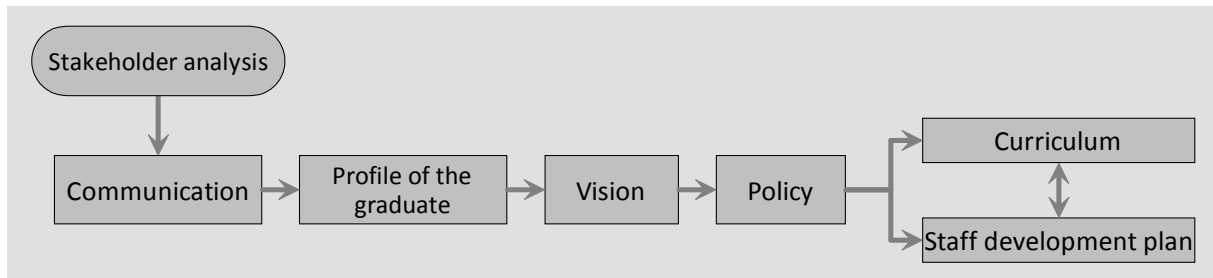 Stakeholder analysis
Communication
Profile of the
graduate
Vision
Policy
Curriculum
Staff development plan